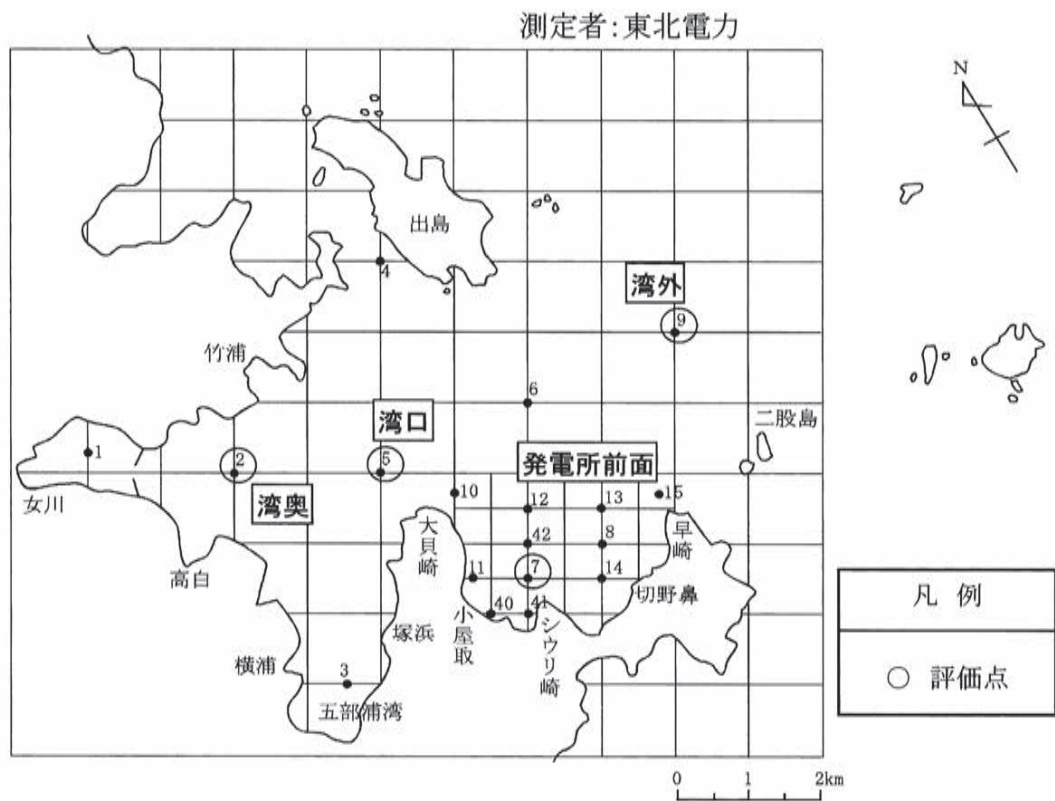 測定者:東北電力
N
出島
4
湾外
9
竹浦
6
二股島
湾口
1
2
5
発電所前面
女川
湾奥
10
12
13
15
大貝崎
42
8
早崎
高白
11
7
14
切野鼻
凡 例
40
41
小屋取
シウリ崎
塚浜
横浦
3
○ 評価点
五部浦湾
0 1 2km